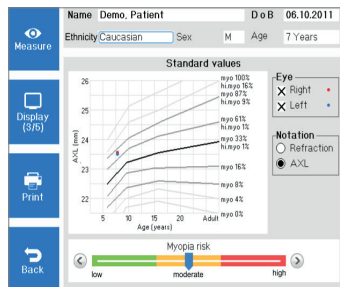 Name Demo, Patient D o B 06.10.2011
Ethnicity Caucasian Sex M Age 7 Years
Measure
Display
(3/5)
Print
Back
Standard values
AXL (mm)
26
25
24
23
22
5 10 15 20 Adult
Age (years)
myo 100%
hi.myo 16%
myo 87%
hi.myo 9%
myo 61%
hi.myo 1%
myo 33%
hi.myo 1%
myo 16%
myo 8%
myo 4%
myo 0%
Eye
X Right
X Left
Notation
Refraction
AXL
Myopia risk
low moderate high